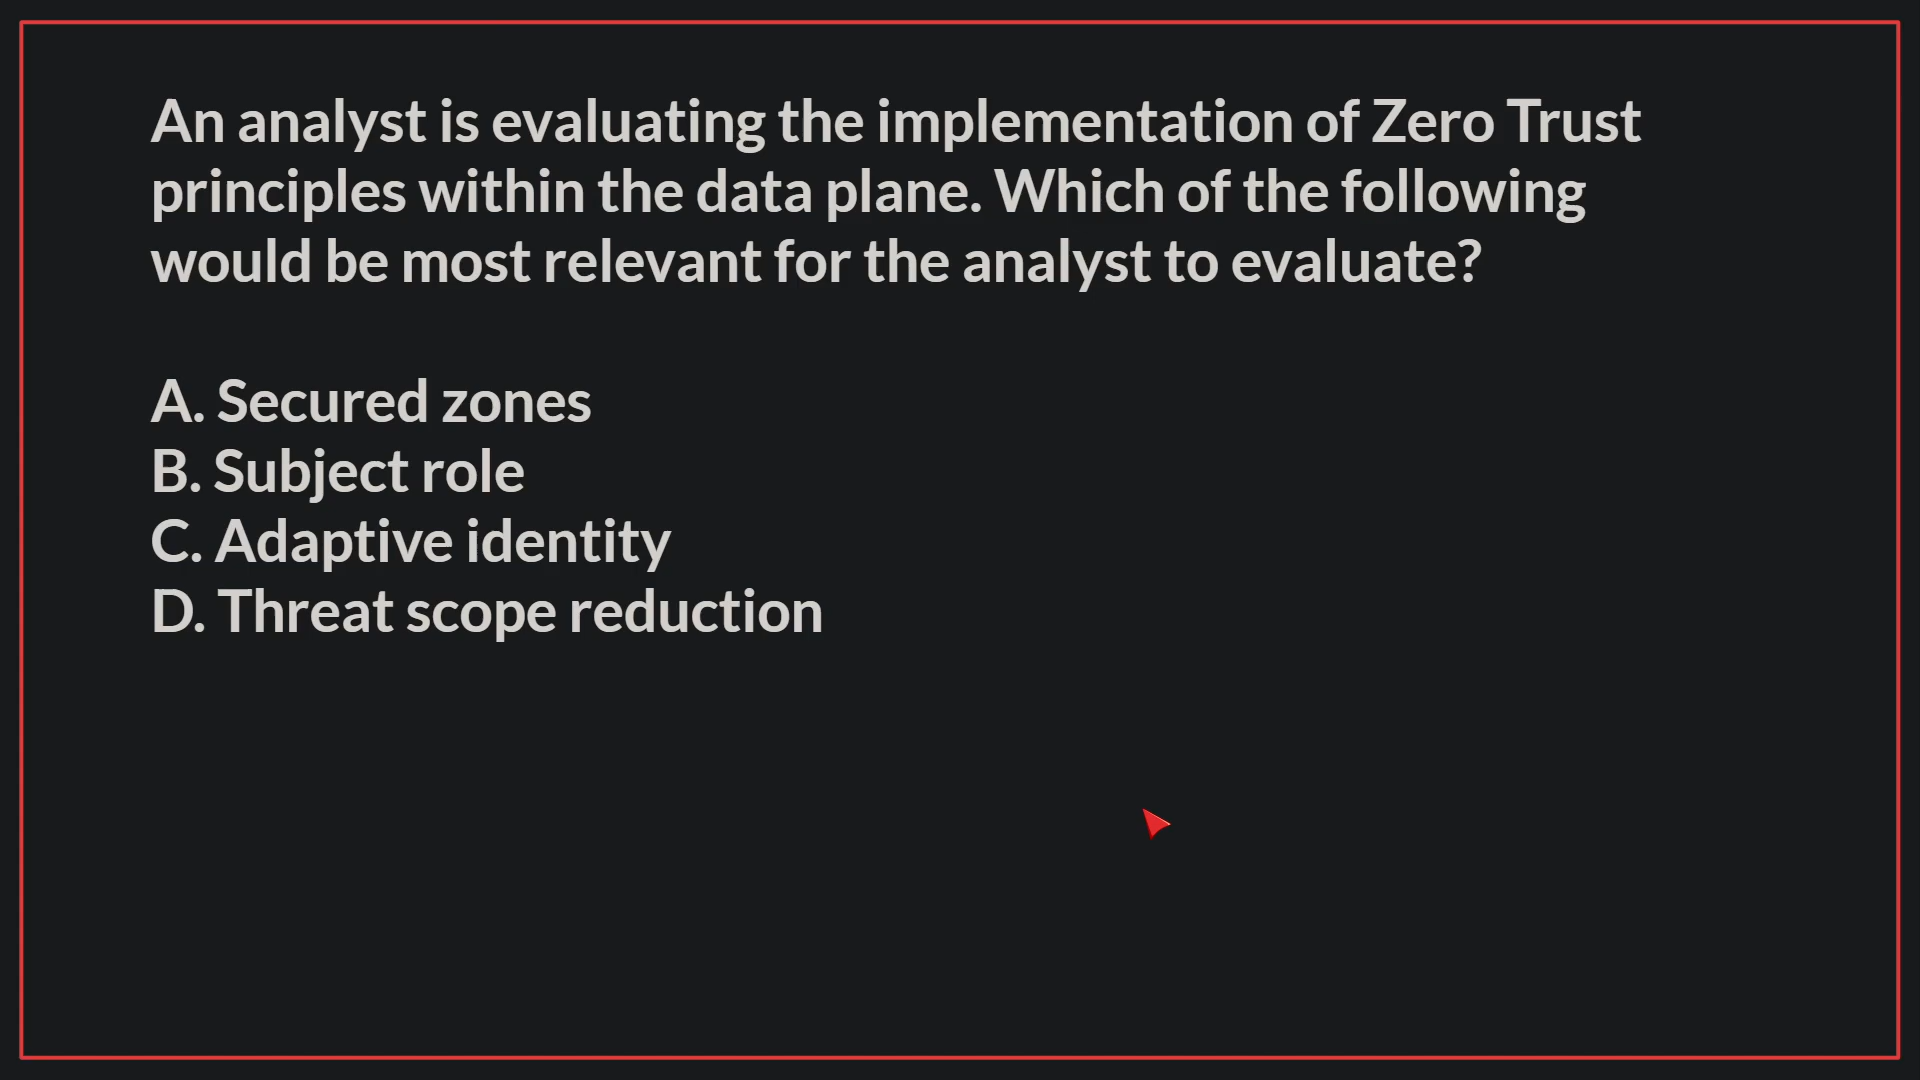 An analyst is evaluating the implementation of Zero Trust
principles within the data plane. Which of the following
would be most relevant for the analyst to evaluate?
A. Secured zones
B. Subject role
C. Adaptive identity
D. Threat scope reduction